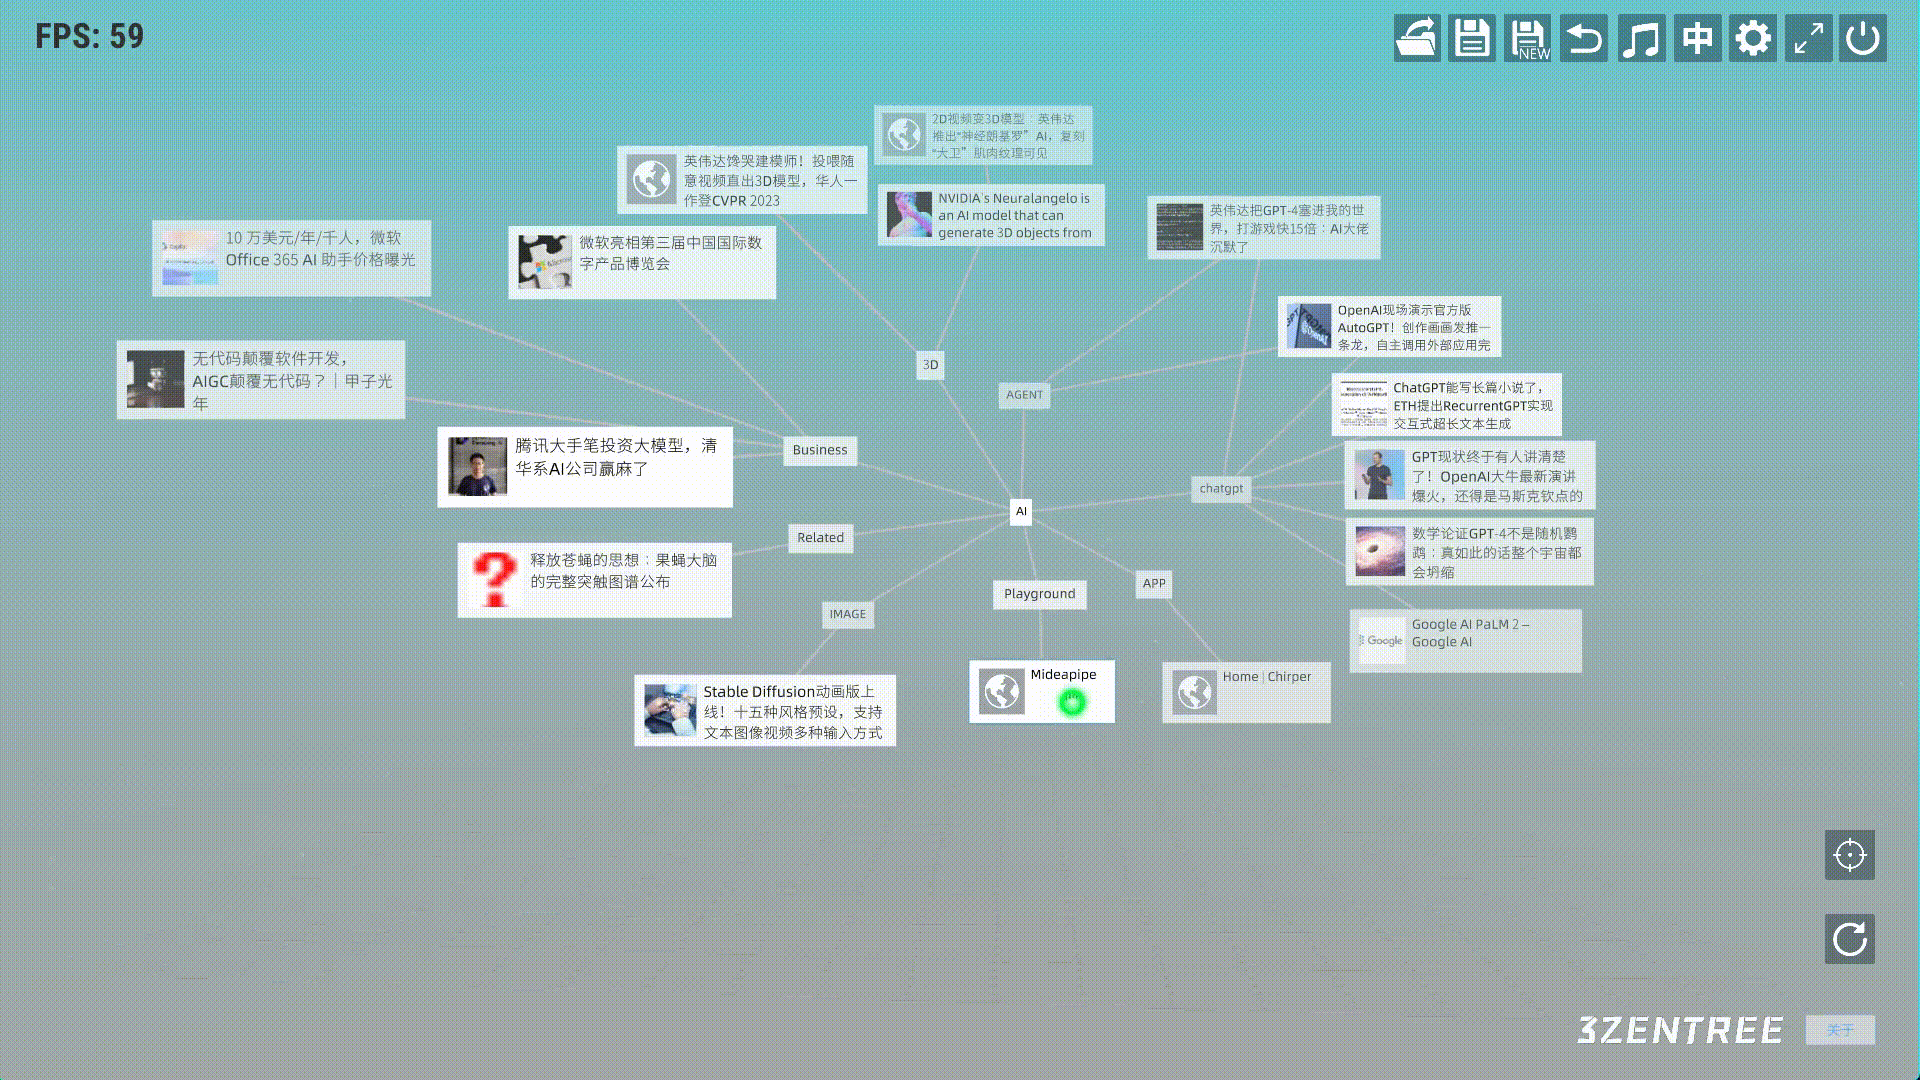 FPS: 59
NEW
中
2D视频变3D模型：英伟达
推出“神经朗基罗”AI，复刻
“大卫”肌肉纹理可见
英伟达馋哭建模师！投喂随
意视频直出3D模型，华人一
作登CVPR 2023
NVIDIA's Neuralangelo is
an AI model that can
generate 3D objects from
英伟达把GPT-4塞进我的世
界，打游戏快15倍：AI大佬
沉默了
10 万美元/年/千人，微软
Office 365 AI 助手价格曝光
微软亮相第三届中国国际数
字产品博览会
OpenAI现场演示官方版
AutoGPT！创作画画发推一
条龙，自主调用外部应用完
无代码颠覆软件开发，
AIGC颠覆无代码？｜甲子光
年
3D
AGENT
ChatGPT能写长篇小说了，
ETH提出RecurrentGPT实现
交互式超长文本生成
腾讯大手笔投资大模型，清
华系AI公司赢麻了
Business
GPT现状终于有人讲清楚
了！OpenAI大牛最新演讲
爆火，还得是马斯克钦点的
chatgpt
AI
Related
数学论证GPT-4不是随机鹦
鹉：真如此的话整个宇宙都
会坍缩
释放苍蝇的思想：果蝇大脑
的完整突触图谱公布
APP
Playground
IMAGE
Google
Google AI PaLM 2 –
Google AI
Mideapipe
Home | Chirper
Stable Diffusion动画版上
线！十五种风格预设，支持
文本图像视频多种输入方式
3ZENTREE
关于